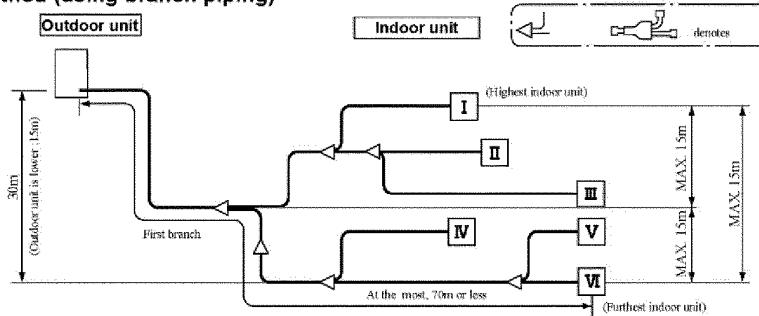 thod (using branch piping)
Outdoor unit
Indoor unit
denotes
(Highest indoor unit)
I
II
III
IV
V
VI
30m
(Outdoor unit is lower :15m)
First branch
MAX. 15m
MAX. 15m
MAX. 15m
At the most, 70m or less
(Furthest indoor unit)